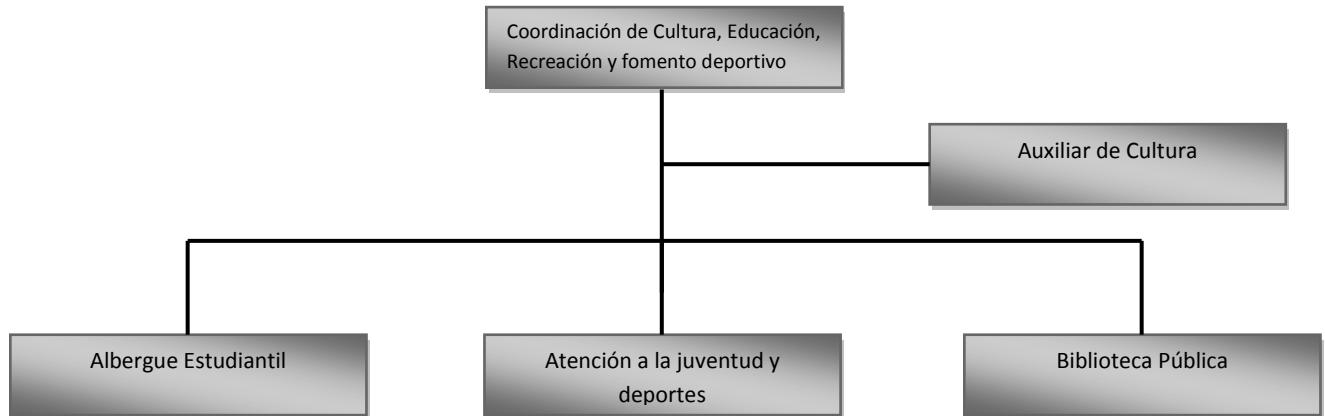 Coordinación de Cultura, Educación,
Recreación y fomento deportivo
Auxiliar de Cultura
Albergue Estudiantil
Atención a la juventud y
deportes
Biblioteca Pública